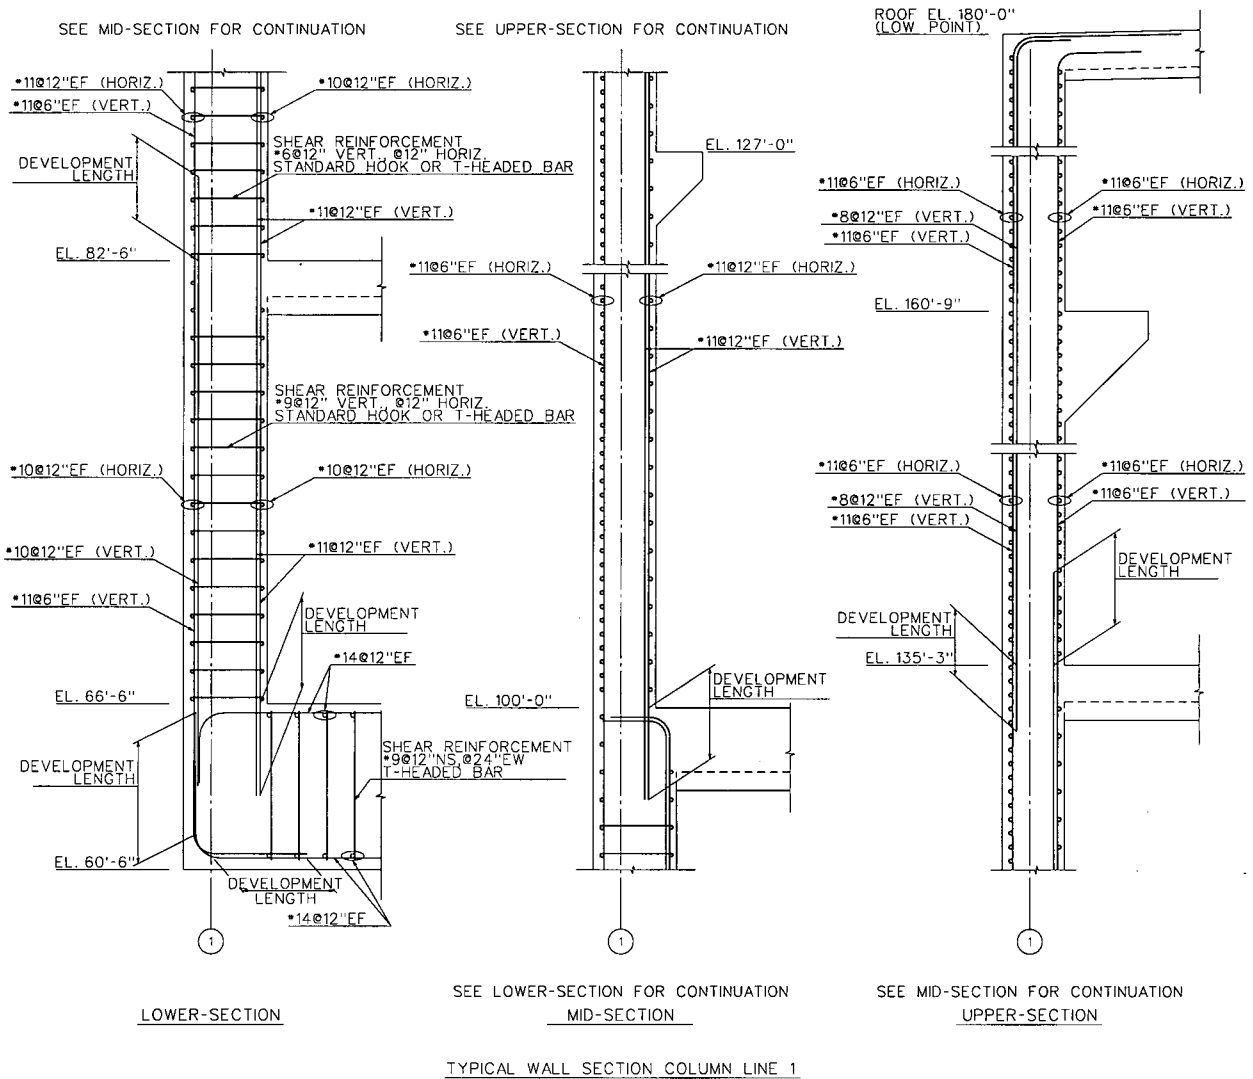 SEE MID-SECTION FOR CONTINUATION
*11@12"EF (HORIZ.)
*11@6"EF (VERT.)
*10@12"EF (HORIZ.)
SHEAR REINFORCEMENT
*6@12" VERT., @12" HORIZ.
STANDARD HOOK OR T-HEADED BAR
DEVELOPMENT
LENGTH
*11@12"EF (VERT.)
EL. 82'-6"
SHEAR REINFORCEMENT
*9@12" VERT., @12" HORIZ.
STANDARD HOOK OR T-HEADED BAR
*10@12"EF (HORIZ.)
*10@12"EF (HORIZ.)
*10@12"EF (VERT.)
*11@12"EF (VERT.)
*11@6"EF (VERT.)
DEVELOPMENT
LENGTH
*14@12"EF
EL. 66'-6"
SHEAR REINFORCEMENT
*9@12"NS,@24"EW
T-HEADED BAR
DEVELOPMENT
LENGTH
EL. 60'-6"
DEVELOPMENT
LENGTH
*14@12"EF
1
LOWER-SECTION
SEE UPPER-SECTION FOR CONTINUATION
EL. 127'-0"
*11@6"EF (HORIZ.)
*11@12"EF (HORIZ.)
*11@6"EF (VERT.)
*11@12"EF (VERT.)
DEVELOPMENT
LENGTH
EL. 100'-0"
1
SEE LOWER-SECTION FOR CONTINUATION
MID-SECTION
ROOF EL. 180'-0"
(LOW POINT)
*11@6"EF (HORIZ.)
*11@6"EF (HORIZ.)
*8@12"EF (VERT.)
*11@6"EF (VERT.)
*11@6"EF (VERT.)
EL. 160'-9"
*11@6"EF (HORIZ.)
*11@6"EF (HORIZ.)
*8@12"EF (VERT.)
*11@6"EF (VERT.)
*11@6"EF (VERT.)
DEVELOPMENT
LENGTH
DEVELOPMENT
LENGTH
EL. 135'-3"
1
SEE MID-SECTION FOR CONTINUATION
UPPER-SECTION
TYPICAL WALL SECTION COLUMN LINE 1